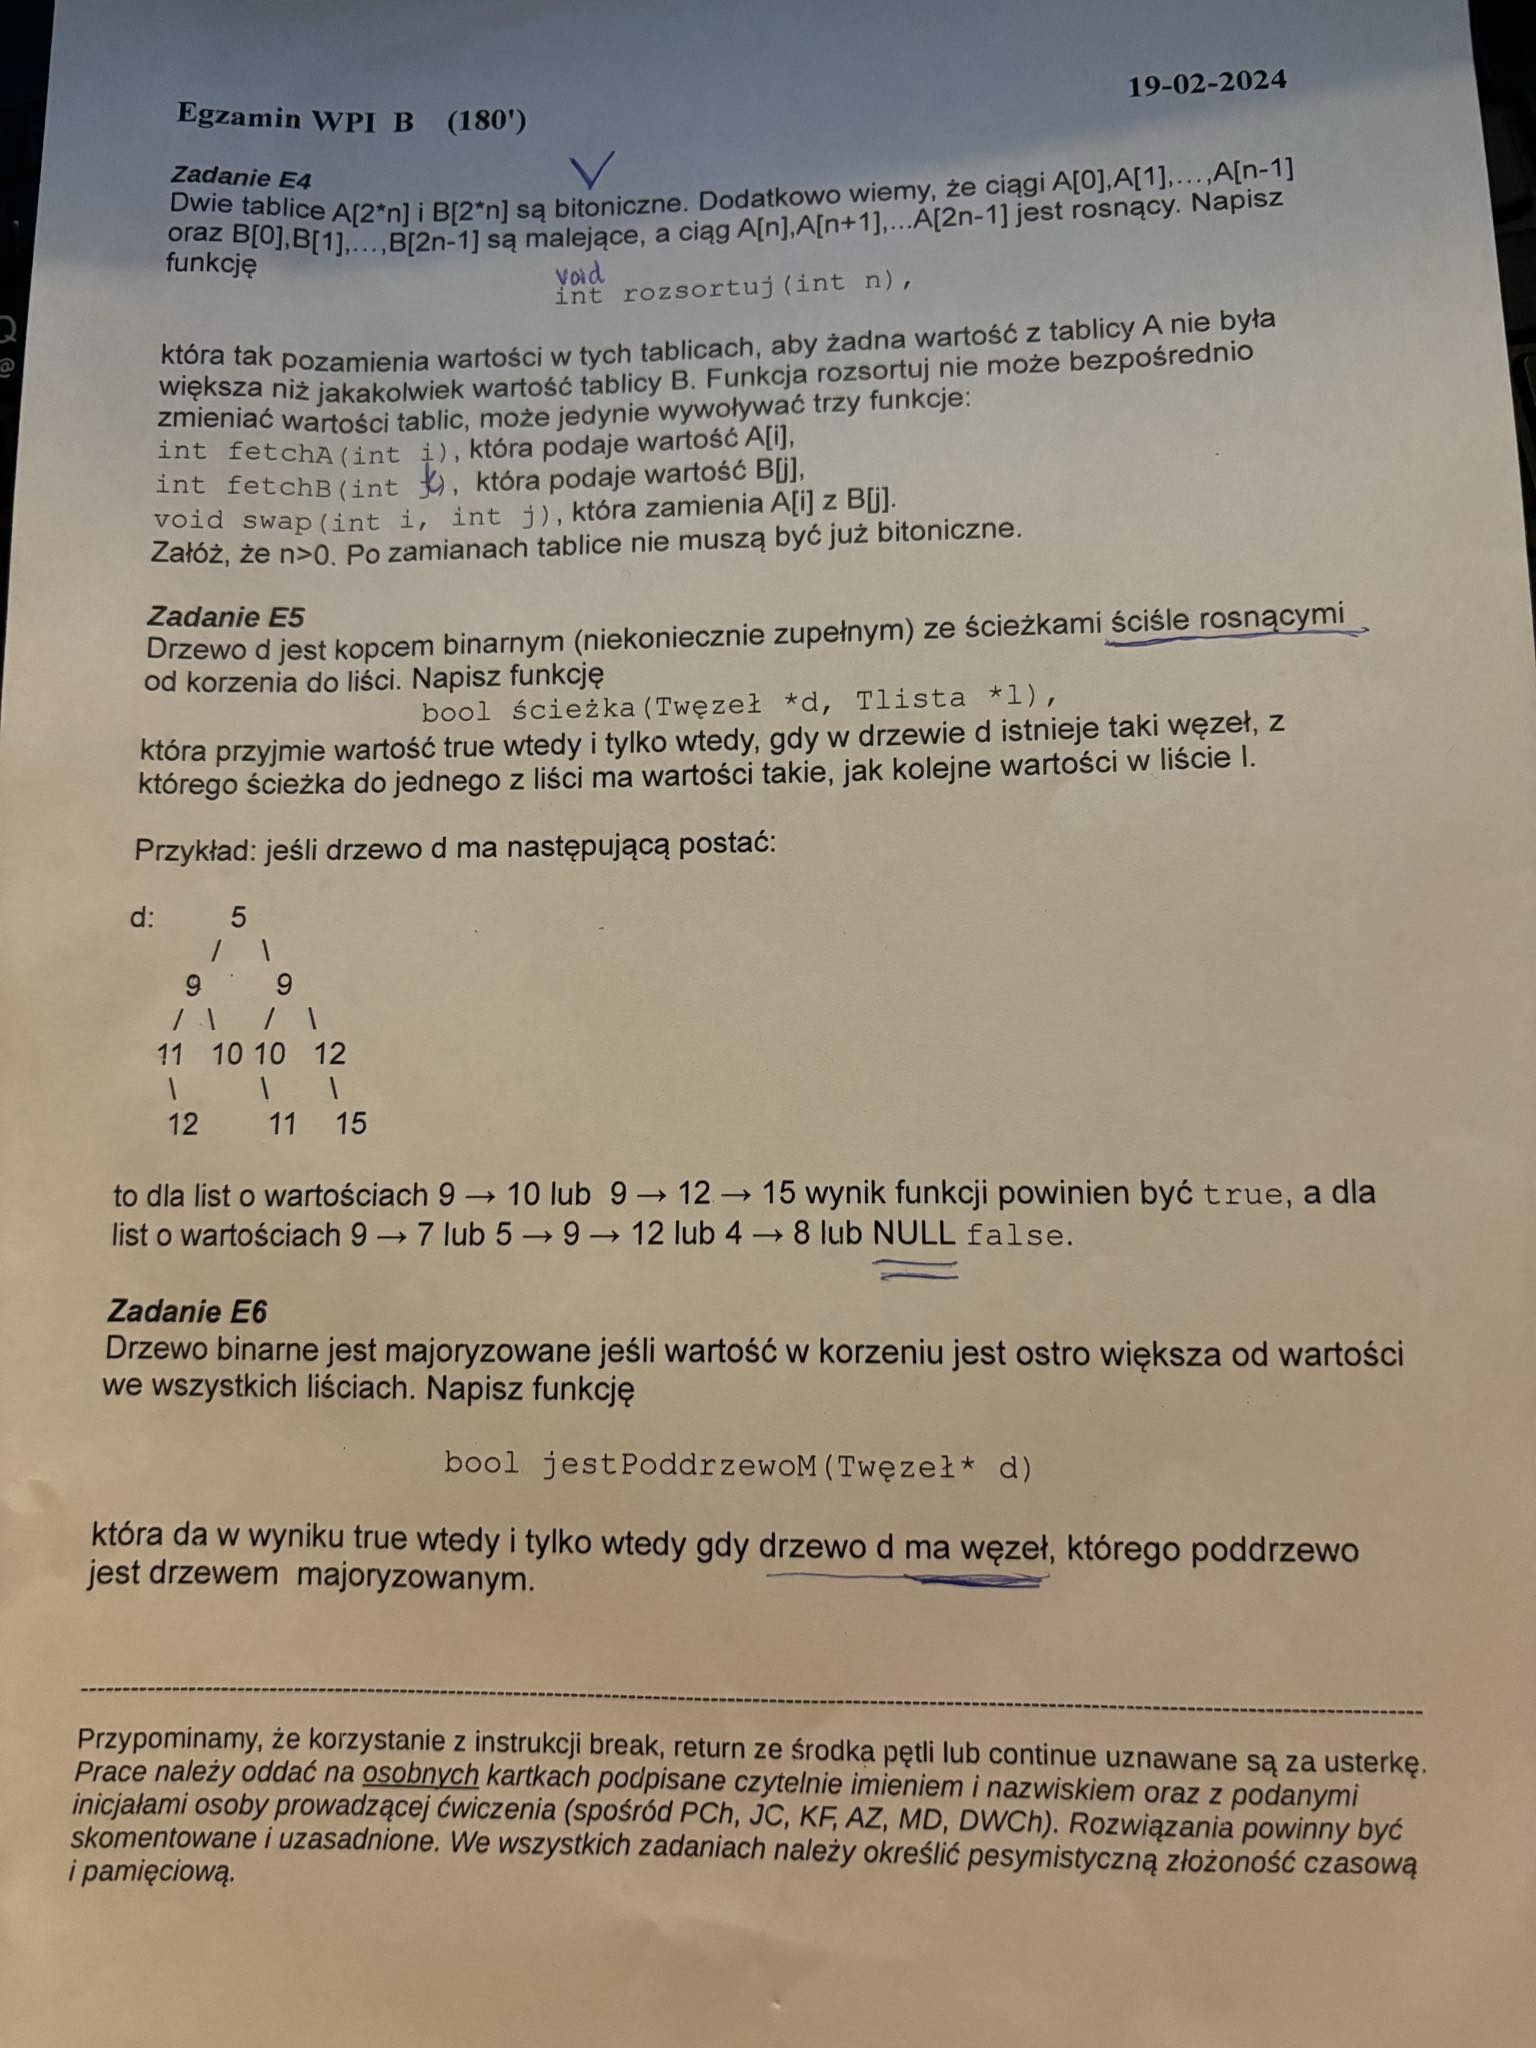 19-02-2024
Egzamin WPI B (180')
Zadanie E4
V
Dwie tablice A[2*n] i B[2*n] są bitoniczne. Dodatkowo wiemy, że ciągi A[0],A[1],...,A[n-1]
oraz B[0],B[1],...,B[2n-1] są malejące, a ciąg A[n],A[n+1],...A[2n-1] jest rosnący. Napisz
funkcję
void
int rozsortuj(int n),
która tak pozamienia wartości w tych tablicach, aby żadna wartość z tablicy A nie była
większa niż jakakolwiek wartość tablicy B. Funkcja rozsortuj nie może bezpośrednio
zmieniać wartości tablic, może jedynie wywoływać trzy funkcje:
int fetchA(int i), która podaje wartość A[i],
int fetchB(int j), która podaje wartość B[j],
void swap(int i, int j), która zamienia A[i] z B[j].
Załóż, że n>0. Po zamianach tablice nie muszą być już bitoniczne.
Zadanie E5
Drzewo d jest kopcem binarnym (niekoniecznie zupełnym) ze ścieżkami ściśle rosnącymi
od korzenia do liści. Napisz funkcję
bool ścieżka(Twęzeł *d, Tlista *l),
która przyjmie wartość true wtedy i tylko wtedy, gdy w drzewie d istnieje taki węzeł, z
którego ścieżka do jednego z liści ma wartości takie, jak kolejne wartości w liście l.
Przykład: jeśli drzewo d ma następującą postać:
d: 5
/ \
9 9
/ \ / \
11 10 10 12
\ \ \
12 11 15
to dla list o wartościach 9 → 10 lub 9 → 12 → 15 wynik funkcji powinien być true, a dla
list o wartościach 9 → 7 lub 5 → 9 → 12 lub 4 → 8 lub NULL false.
Zadanie E6
Drzewo binarne jest majoryzowane jeśli wartość w korzeniu jest ostro większa od wartości
we wszystkich liściach. Napisz funkcję
bool jestPoddrzewoM(Twęzeł* d)
która da w wyniku true wtedy i tylko wtedy gdy drzewo d ma węzeł, którego poddrzewo
jest drzewem majoryzowanym.
Przypominamy, że korzystanie z instrukcji break, return ze środka pętli lub continue uznawane są za usterkę.
Prace należy oddać na osobnych kartkach podpisane czytelnie imieniem i nazwiskiem oraz z podanymi
inicjałami osoby prowadzącej ćwiczenia (spośród PCh, JC, KF, AZ, MD, DWCh). Rozwiązania powinny być
skomentowane i uzasadnione. We wszystkich zadaniach należy określić pesymistyczną złożoność czasową
i pamięciową.